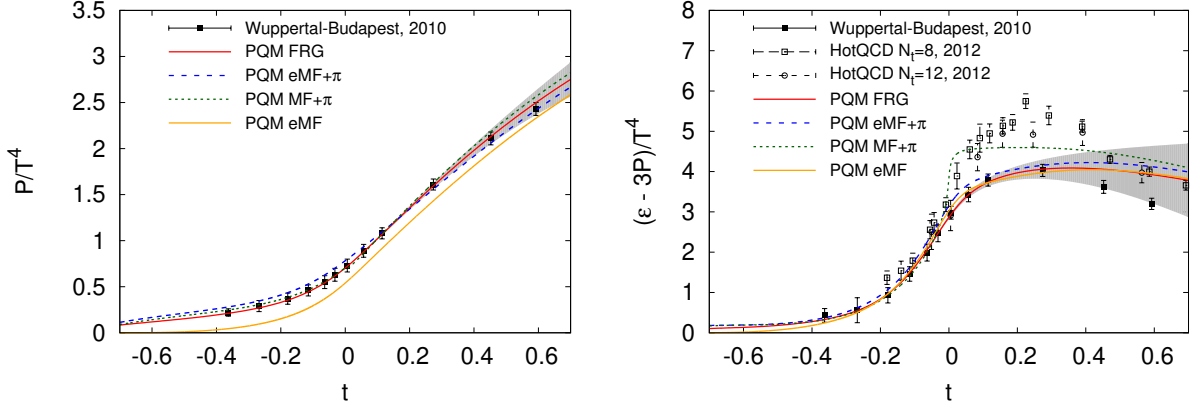 3.5
3
2.5
2
1.5
1
0.5
0
P/T^4
-0.6 -0.4 -0.2 0 0.2 0.4 0.6
t
Wuppertal-Budapest, 2010
PQM FRG
PQM eMF+π
PQM MF+π
PQM eMF
8
7
6
5
4
3
2
1
0
(ε - 3P)/T^4
-0.6 -0.4 -0.2 0 0.2 0.4 0.6
t
Wuppertal-Budapest, 2010
HotQCD N_t=8, 2012
HotQCD N_t=12, 2012
PQM FRG
PQM eMF+π
PQM MF+π
PQM eMF